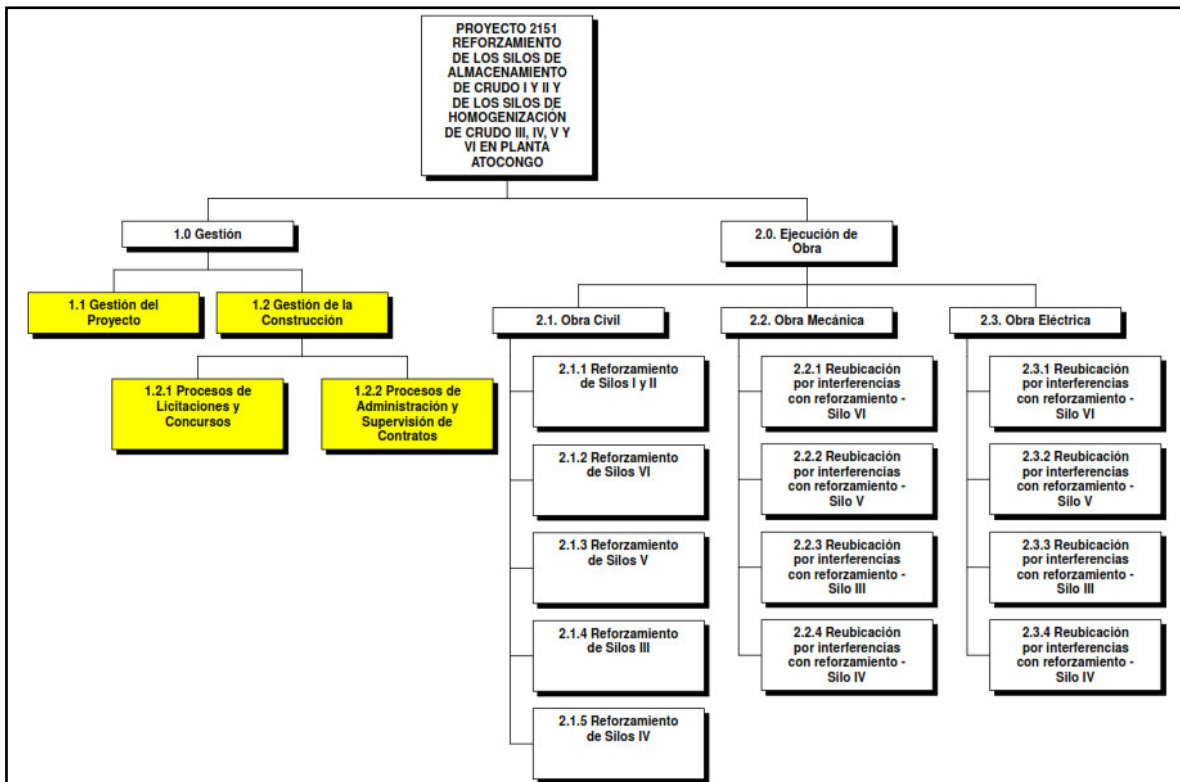 PROYECTO 2151
REFORZAMIENTO
DE LOS SILOS DE
ALMACENAMIENTO
DE CRUDO I Y II Y
DE LOS SILOS DE
HOMOGENIZACIÓN
DE CRUDO III, IV, V Y
VI EN PLANTA
ATOCONGO
1.0 Gestión
2.0. Ejecución de
Obra
1.1 Gestión del
Proyecto
1.2 Gestión de la
Construcción
1.2.1 Procesos de
Licitaciones y
Concursos
1.2.2 Procesos de
Administración y
Supervisión de
Contratos
2.1. Obra Civil
2.1.1 Reforzamiento
de Silos I y II
2.1.2 Reforzamiento
de Silos VI
2.1.3 Reforzamiento
de Silos V
2.1.4 Reforzamiento
de Silos III
2.1.5 Reforzamiento
de Silos IV
2.2. Obra Mecánica
2.2.1 Reubicación
por interferencias
con reforzamiento -
Silo VI
2.2.2 Reubicación
por interferencias
con reforzamiento -
Silo V
2.2.3 Reubicación
por interferencias
con reforzamiento -
Silo III
2.2.4 Reubicación
por interferencias
con reforzamiento -
Silo IV
2.3. Obra Eléctrica
2.3.1 Reubicación
por interferencias
con reforzamiento -
Silo VI
2.3.2 Reubicación
por interferencias
con reforzamiento -
Silo V
2.3.3 Reubicación
por interferencias
con reforzamiento -
Silo III
2.3.4 Reubicación
por interferencias
con reforzamiento -
Silo IV